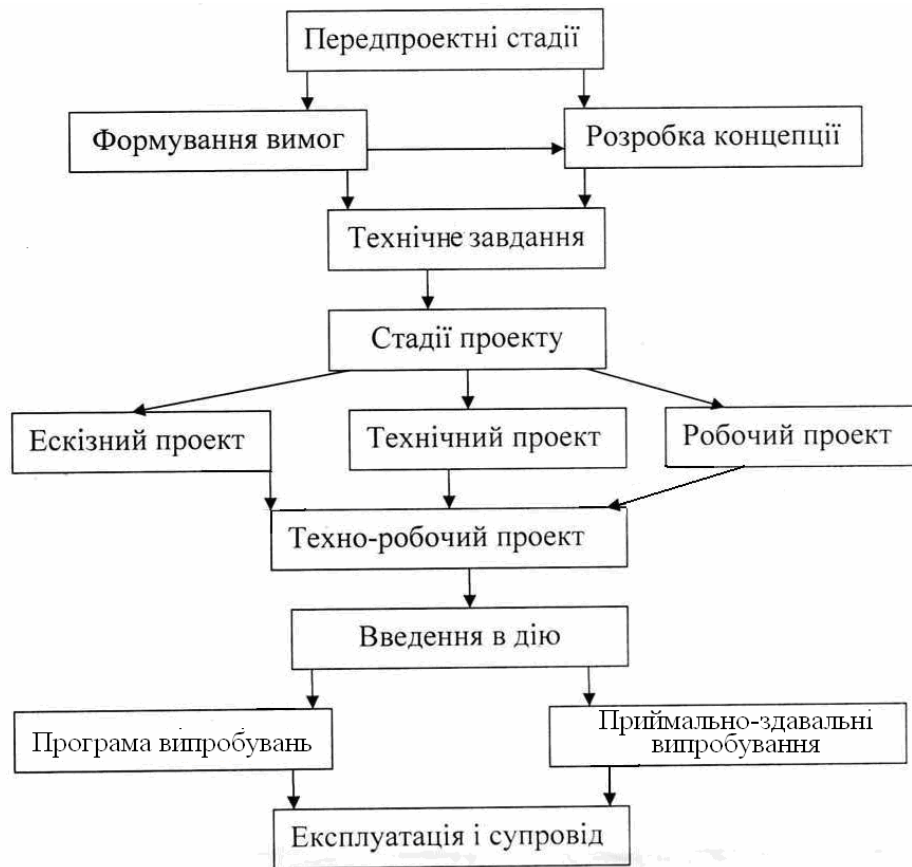 Передпроектні стадії
Формування вимог
Розробка концепції
Технічне завдання
Стадії проекту
Ескізний проект
Технічний проект
Робочий проект
Техно-робочий проект
Введення в дію
Програма випробувань
Приймально-здавальні
випробування
Експлуатація і супровід